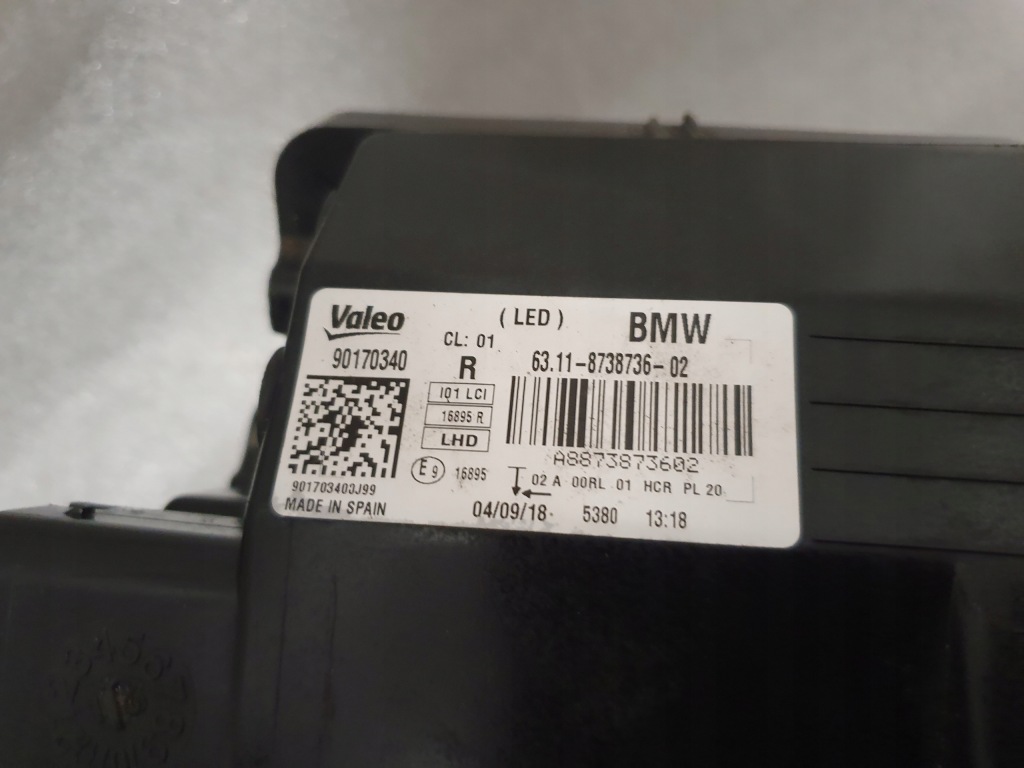 Valeo
( LED )
BMW
CL: 01
90170340
R
63.11-8738736-02
I01 LCI
16895 R
LHD
A8873873602
E9
16895
02 A 00RL 01 HCR PL 20
901703400J99
MADE IN SPAIN
04/09/18
5380
13:18